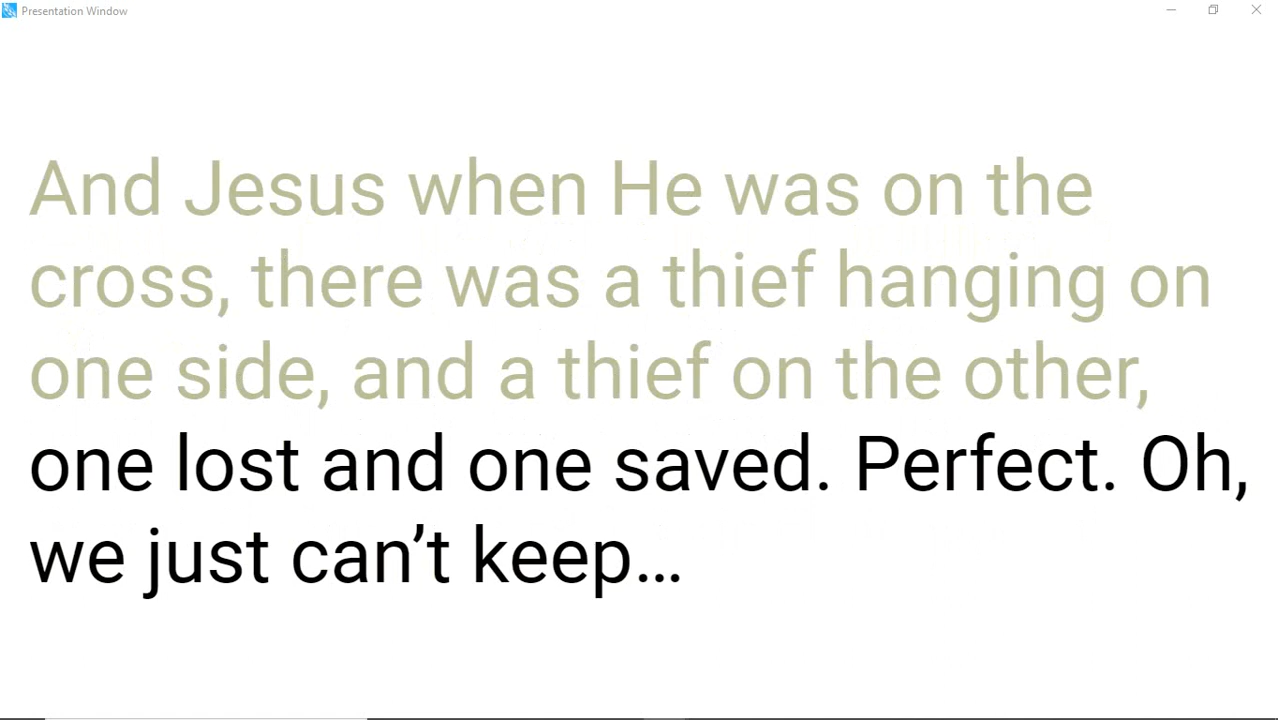 Presentation Window
And Jesus when He was on the
cross, there was a thief hanging on
one side, and a thief on the other,
one lost and one saved. Perfect. Oh,
we just can’t keep…